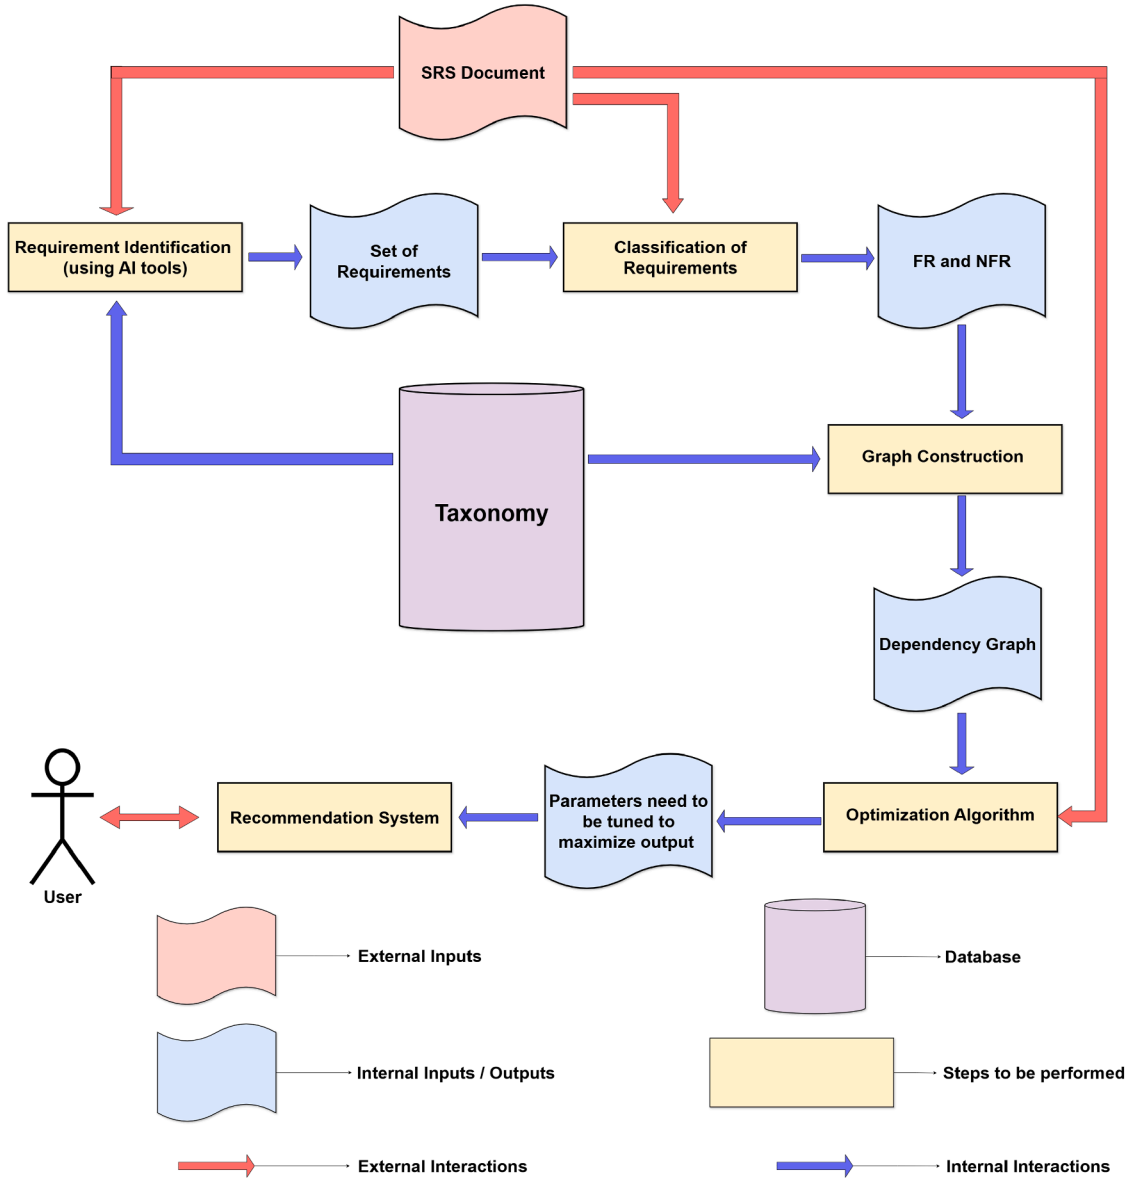 SRS Document
Requirement Identification
(using AI tools)
Set of
Requirements
Classification of
Requirements
FR and NFR
Taxonomy
Graph Construction
Dependency Graph
User
Recommendation System
Parameters need to
be tuned to
maximize output
Optimization Algorithm
External Inputs
Database
Internal Inputs / Outputs
Steps to be performed
External Interactions
Internal Interactions